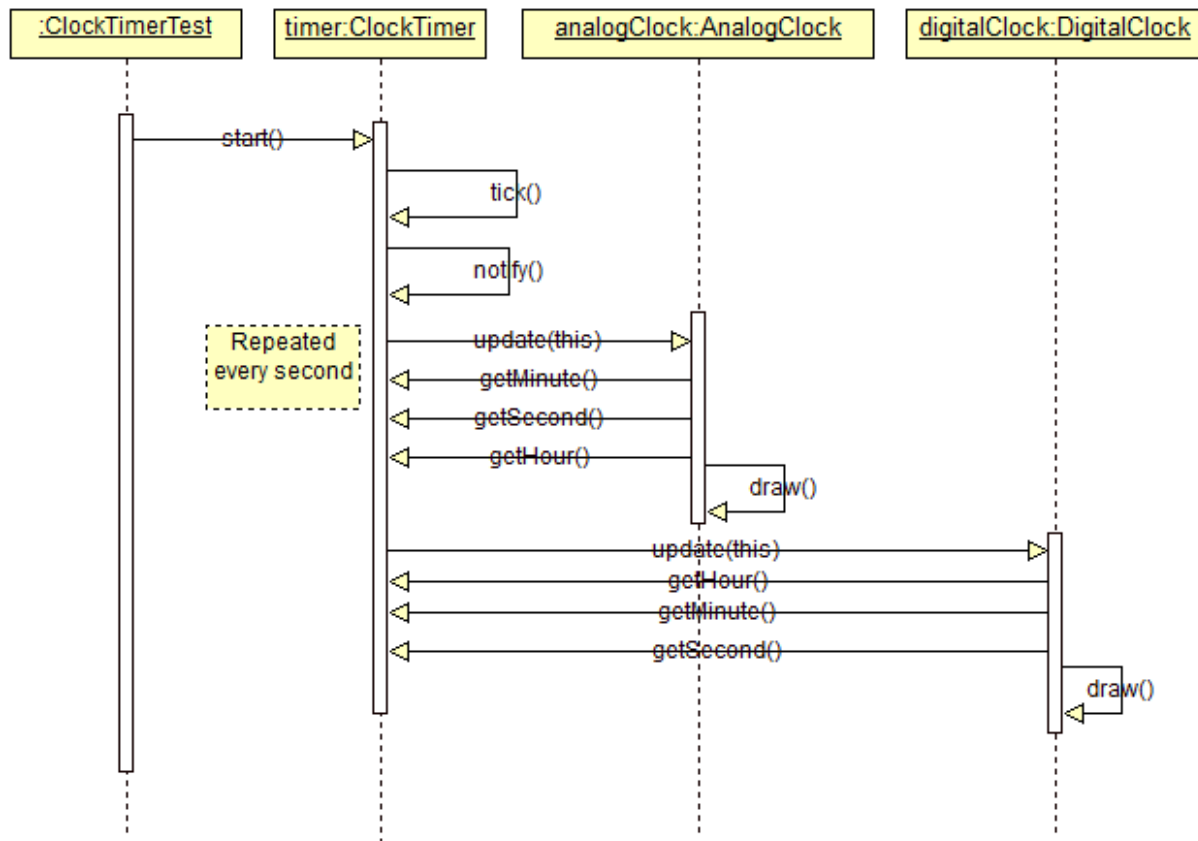 :ClockTimerTest
timer:ClockTimer
analogClock:AnalogClock
digitalClock:DigitalClock
start()
tick()
notify()
Repeated
every second
update(this)
getMinute()
getSecond()
getHour()
draw()
update(this)
getHour()
getMinute()
getSecond()
draw()